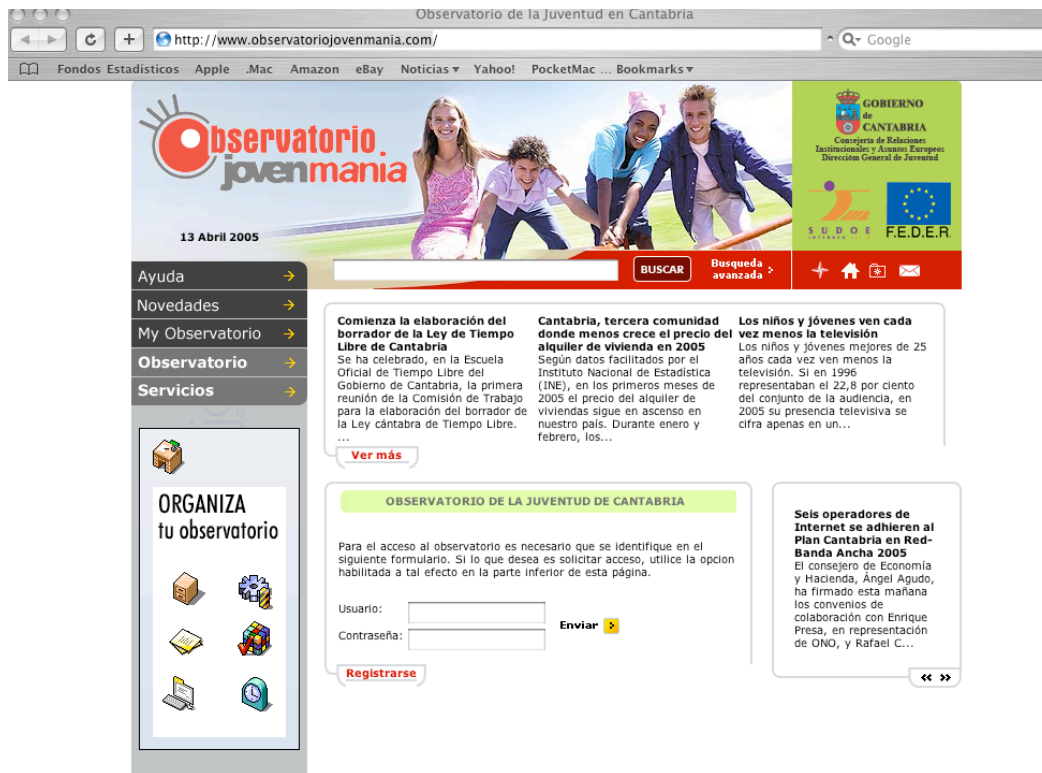 Observatorio de la Juventud en Cantabria
http://www.observatoriojovenmania.com/
Google
Fondos Estadísticos Apple .Mac Amazon eBay Noticias Yahoo! PocketMac ... Bookmarks
Observatorio
jovenmania
13 Abril 2005
GOBIERNO
de
CANTABRIA
Consejería de Relaciones
Institucionales y Asuntos Europeos
Dirección General de Juventud
SUDOE
INTERREG
F.E.D.E.R.
BUSCAR
Busqueda
avanzada
Ayuda
Novedades
My Observatorio
Observatorio
Servicios
ORGANIZA
tu observatorio
Comienza la elaboración del
borrador de la Ley de Tiempo
Libre de Cantabria
Se ha celebrado, en la Escuela
Oficial de Tiempo Libre del
Gobierno de Cantabria, la primera
reunión de la Comisión de Trabajo
para la elaboración del borrador de
la Ley cántabra de Tiempo Libre.
...
Cantabria, tercera comunidad
donde menos crece el precio del
alquiler de vivienda en 2005
Según datos facilitados por el
Instituto Nacional de Estadística
(INE), en los primeros meses de
2005 el precio del alquiler de
viviendas sigue en ascenso en
nuestro país. Durante enero y
febrero, los...
Los niños y jóvenes ven cada
vez menos la televisión
Los niños y jóvenes mejores de 25
años cada vez ven menos la
televisión. Si en 1996
representaban el 22,8 por ciento
del conjunto de la audiencia, en
2005 su presencia televisiva se
cifra apenas en un...
Ver más
OBSERVATORIO DE LA JUVENTUD DE CANTABRIA
Para el acceso al observatorio es necesario que se identifique en el
siguiente formulario. Si lo que desea es solicitar acceso, utilice la opcion
habilitada a tal efecto en la parte inferior de esta página.
Usuario:
Contraseña:
Enviar
Registrarse
Seis operadores de
Internet se adhieren al
Plan Cantabria en Red-
Banda Ancha 2005
El consejero de Economía
y Hacienda, Ángel Agudo,
ha firmado esta mañana
los convenios de
colaboración con Enrique
Presa, en representación
de ONO, y Rafael C...